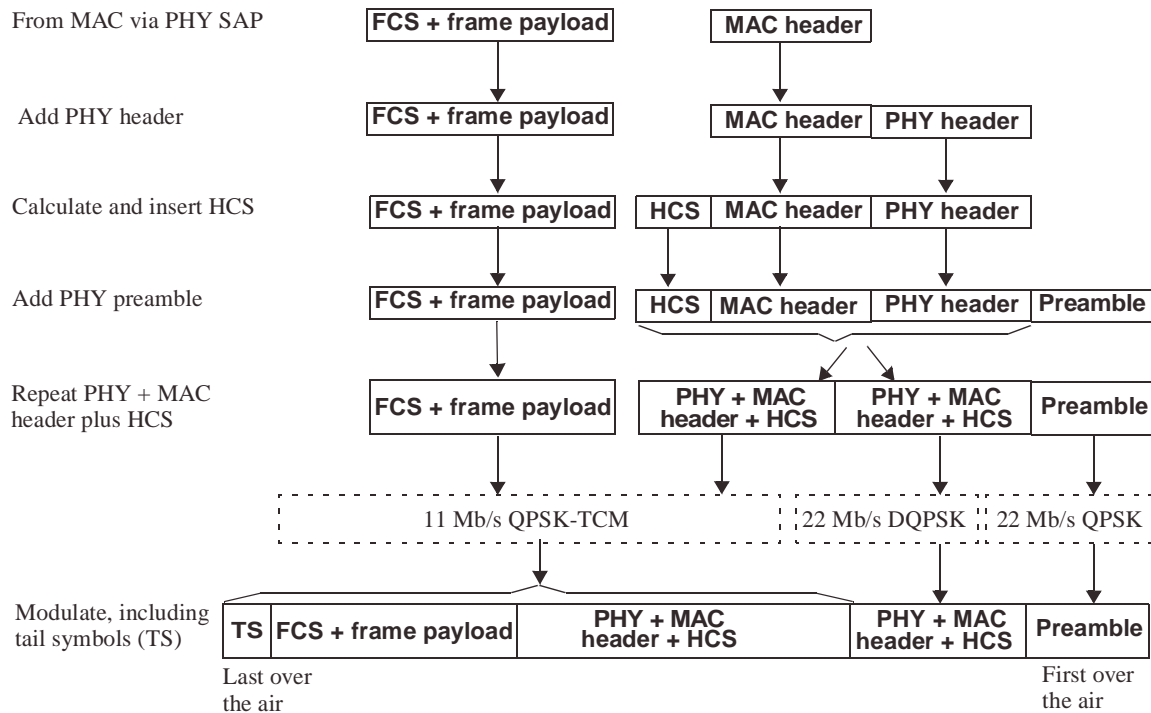 From MAC via PHY SAP
FCS + frame payload
MAC header
Add PHY header
FCS + frame payload
MAC header
PHY header
Calculate and insert HCS
FCS + frame payload
HCS
MAC header
PHY header
Add PHY preamble
FCS + frame payload
HCS
MAC header
PHY header
Preamble
Repeat PHY + MAC
header plus HCS
FCS + frame payload
PHY + MAC
header + HCS
PHY + MAC
header + HCS
Preamble
11 Mb/s QPSK-TCM
22 Mb/s DQPSK
22 Mb/s QPSK
Modulate, including
tail symbols (TS)
TS
FCS + frame payload
PHY + MAC
header + HCS
PHY + MAC
header + HCS
Preamble
Last over
the air
First over
the air